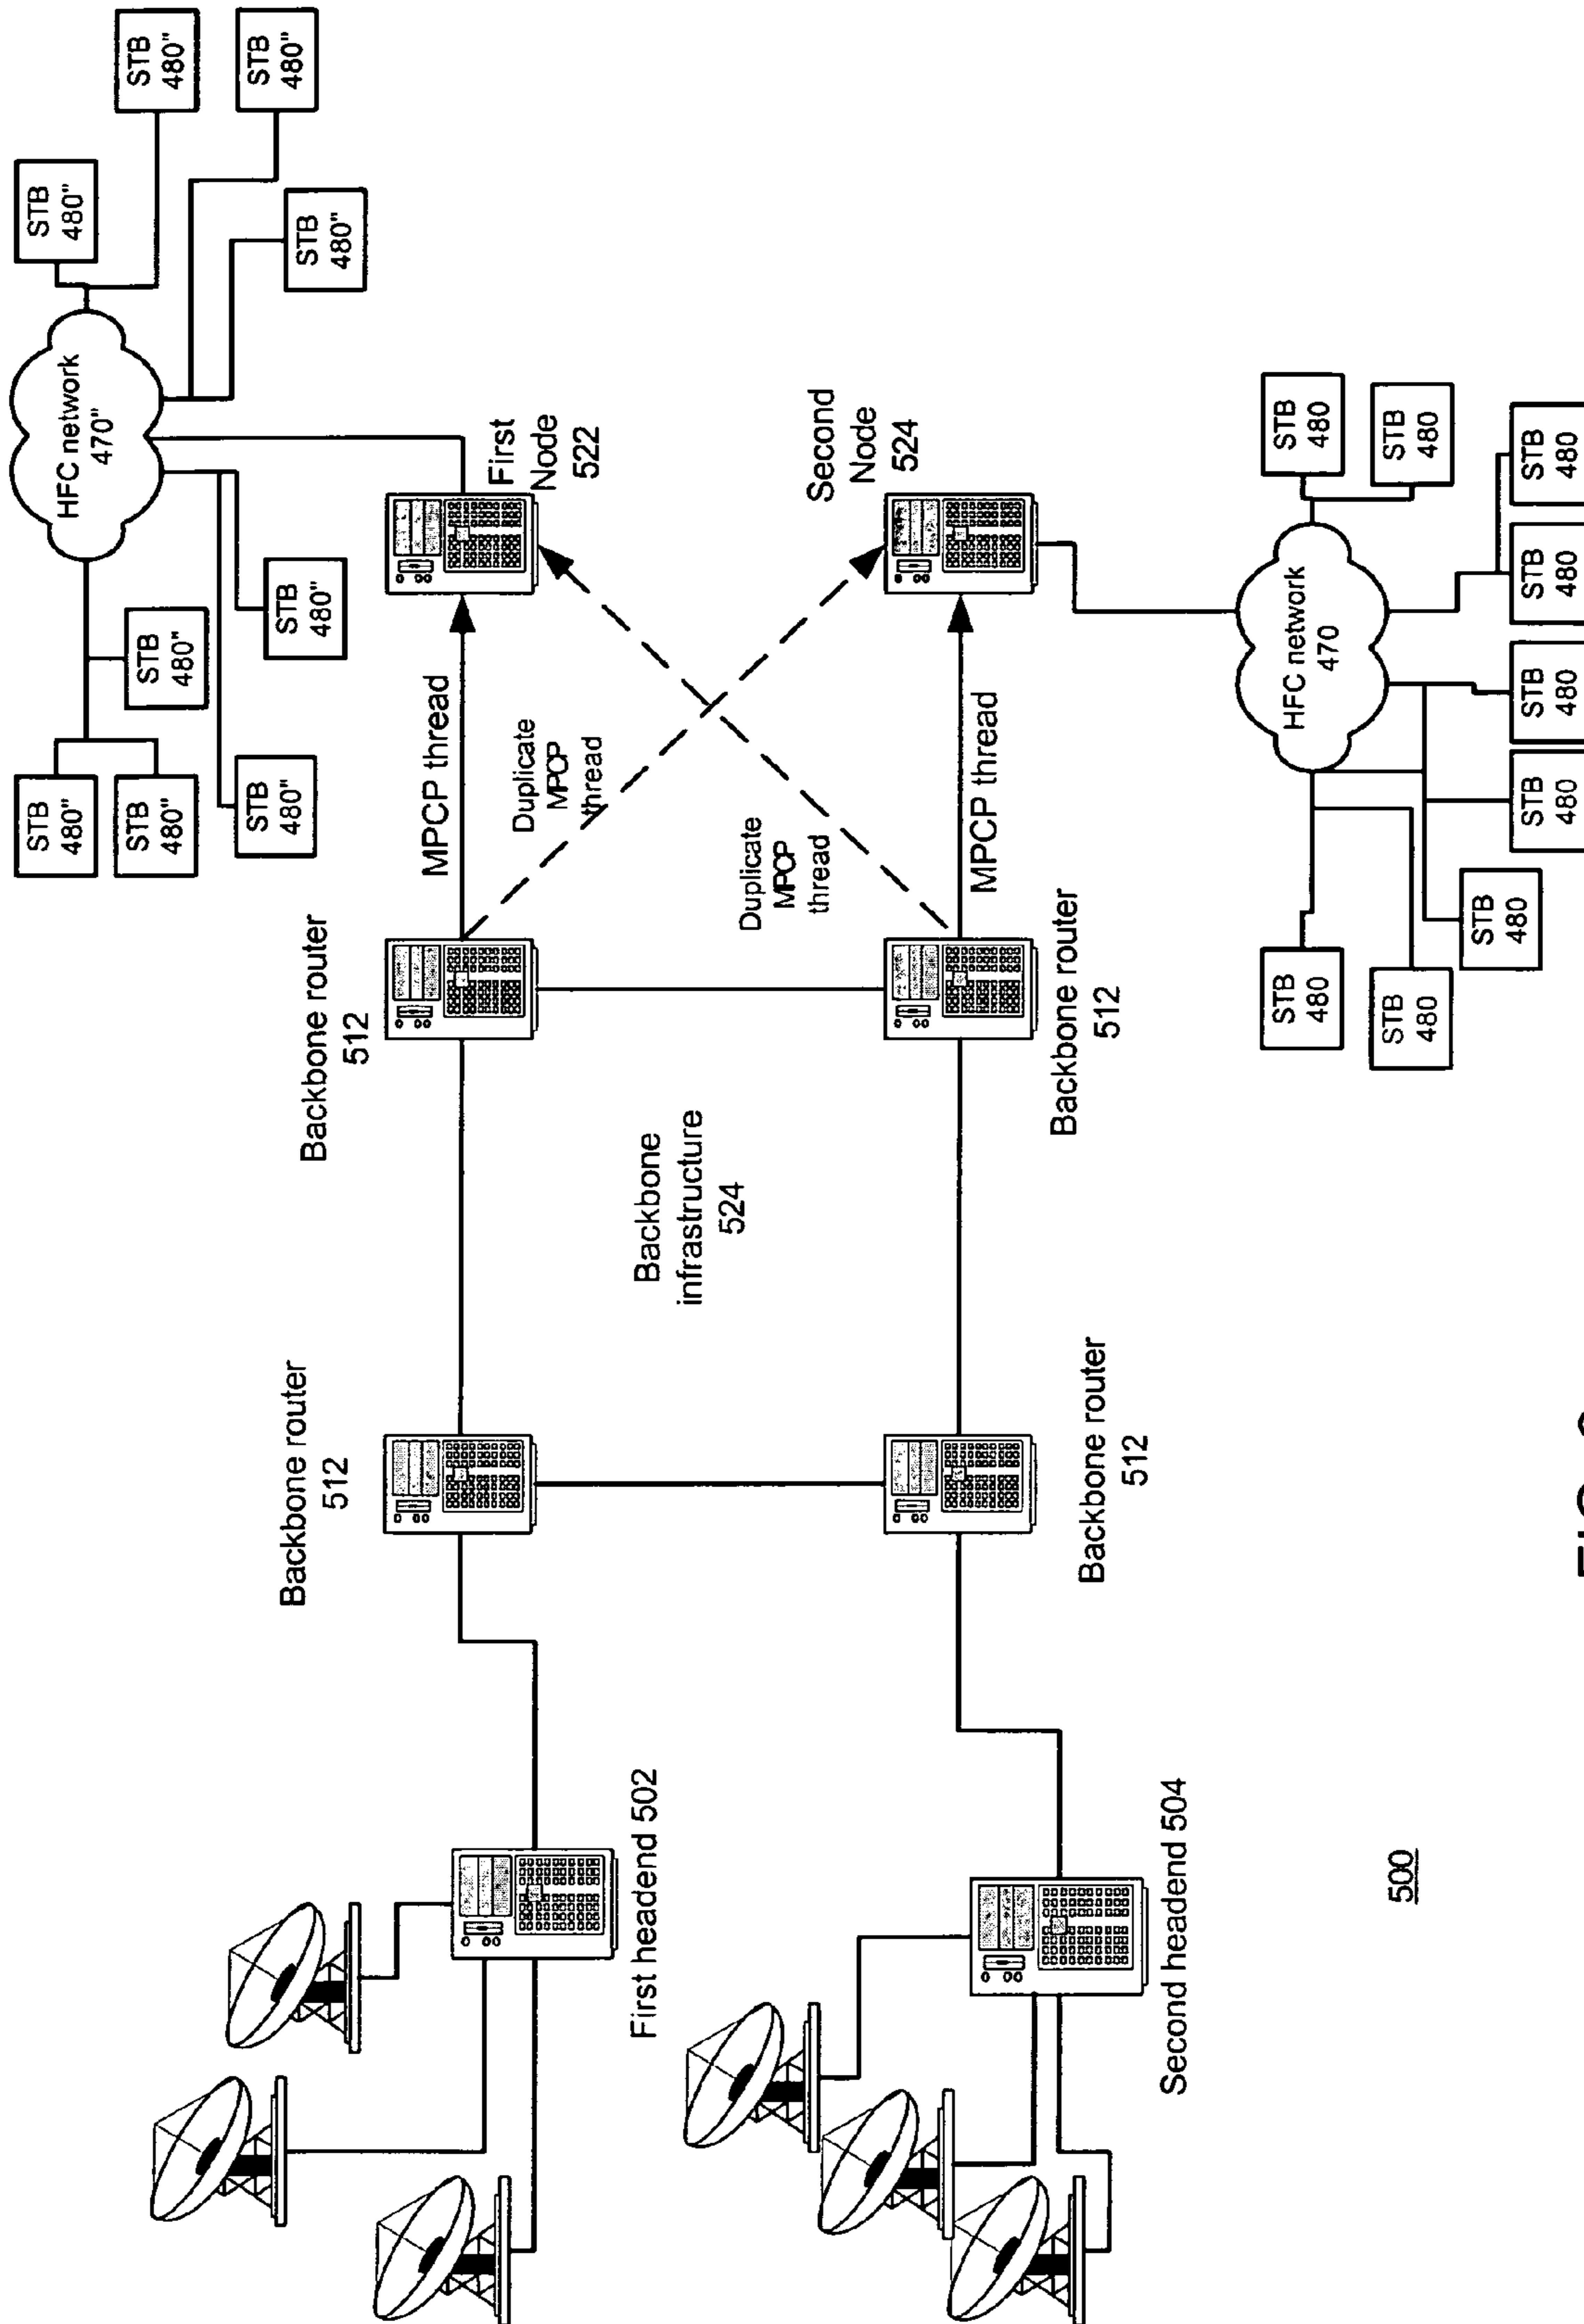 STB
480"
STB
480"
HFC network
470"
STB
480"
STB
480"
STB
480"
STB
480"
STB
480"
STB
480"
STB
480"
Backbone router
512
Backbone router
512
MPCP thread
First
Node
522
Duplicate
MPCP
thread
Backbone
infrastructure
524
First headend 502
Duplicate
MPCP
thread
MPCP thread
Second
Node
524
Backbone router
512
Backbone router
512
Second headend 504
STB
480
HFC network
470
STB
480
STB
480
STB
480
STB
480
STB
480
STB
480
STB
480
STB
480
500